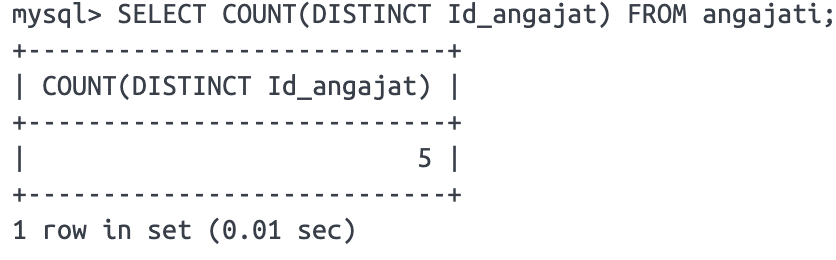 mysql> SELECT COUNT(DISTINCT Id_angajat) FROM angajati;
+----------------------------+
| COUNT(DISTINCT Id_angajat) |
+----------------------------+
|                          5 |
+----------------------------+
1 row in set (0.01 sec)